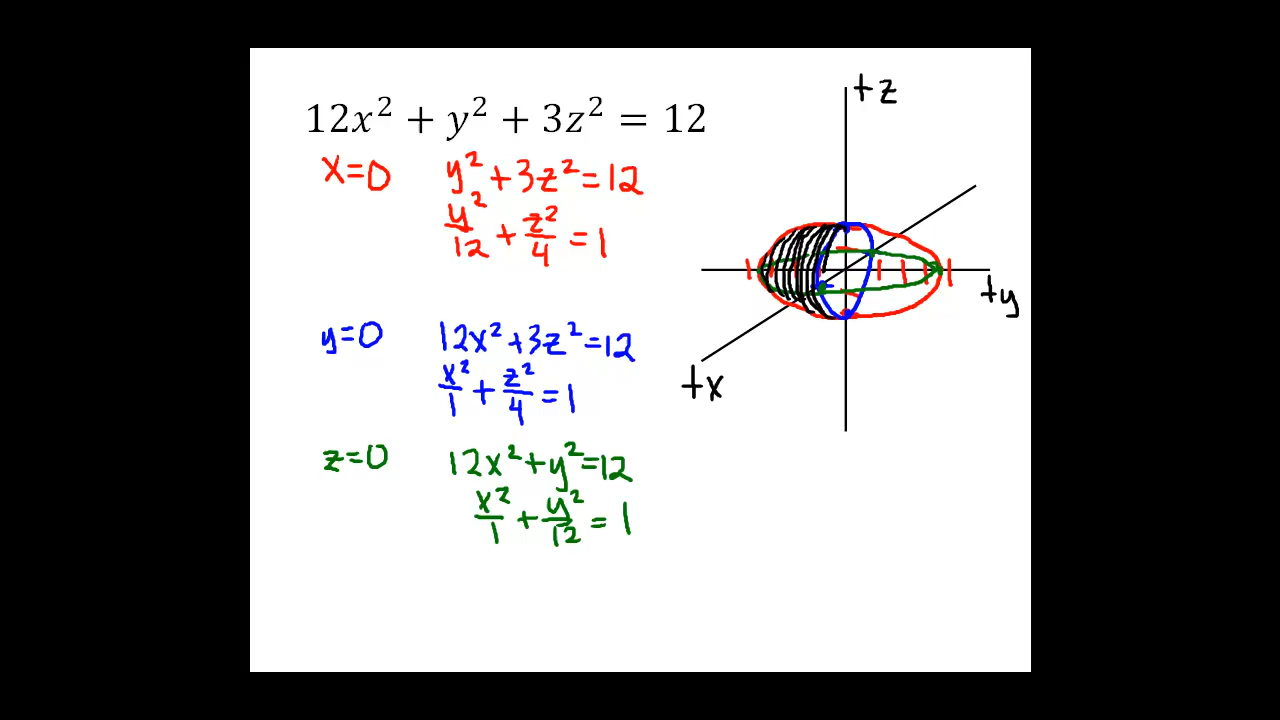 12x² + y² + 3z² = 12
x=0 y²+3z²=12
y²/12 + z²/4 = 1
y=0 12x²+3z²=12
x²/1 + z²/4 = 1
z=0 12x²+y²=12
x²/1 + y²/12 = 1
+z
+y
+x